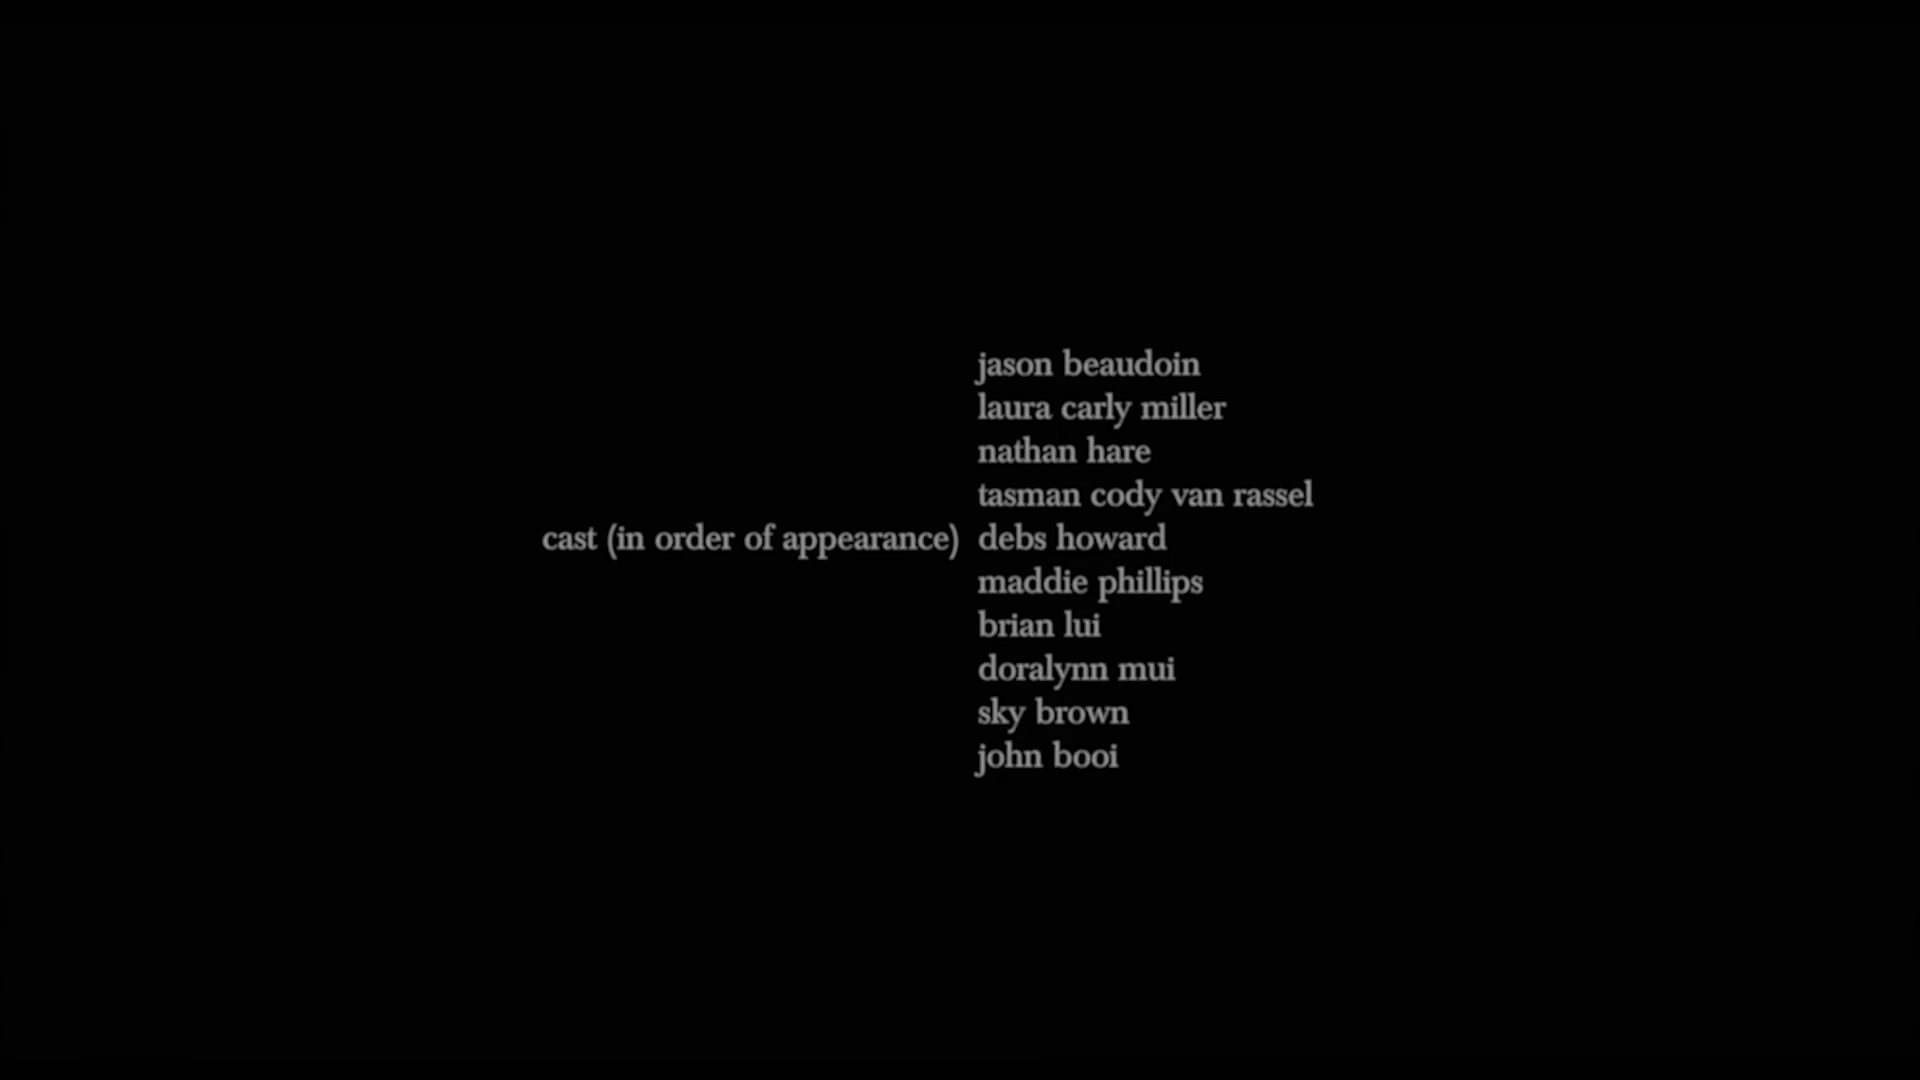 jason beaudoin
laura carly miller
nathan hare
tasman cody van rassel
cast (in order of appearance) debs howard
maddie phillips
brian lui
doralynn mui
sky brown
john booi